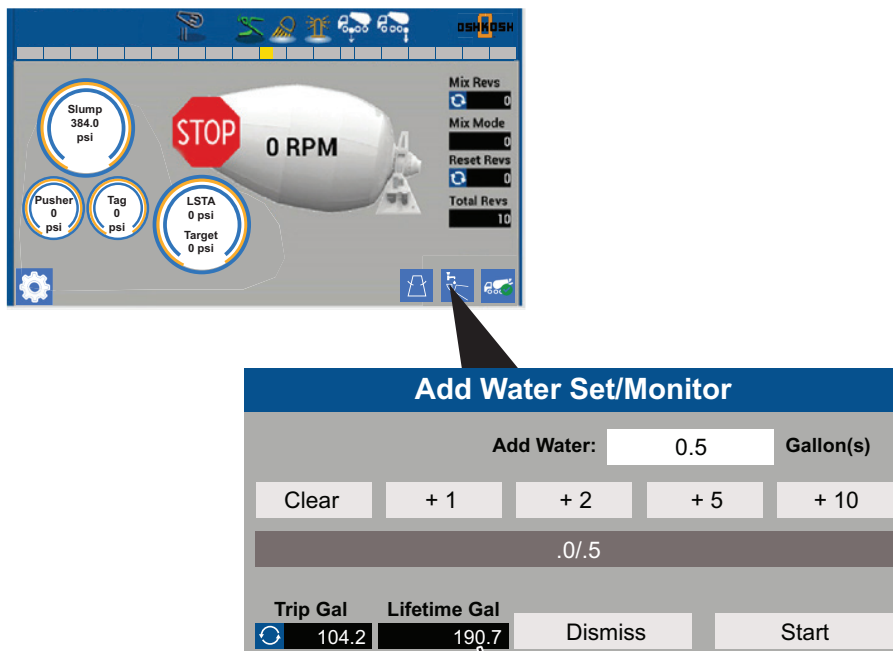 OSHKOSH
Slump
384.0
psi
Pusher
0
psi
Tag
0
psi
LSTA
0 psi
Target
0 psi
STOP
0 RPM
Mix Revs
0
Mix Mode
0
Reset Revs
0
Total Revs
10
Add Water Set/Monitor
Add Water: 0.5 Gallon(s)
Clear + 1 + 2 + 5 + 10
.0/.5
Trip Gal Lifetime Gal
104.2 190.7 Dismiss Start